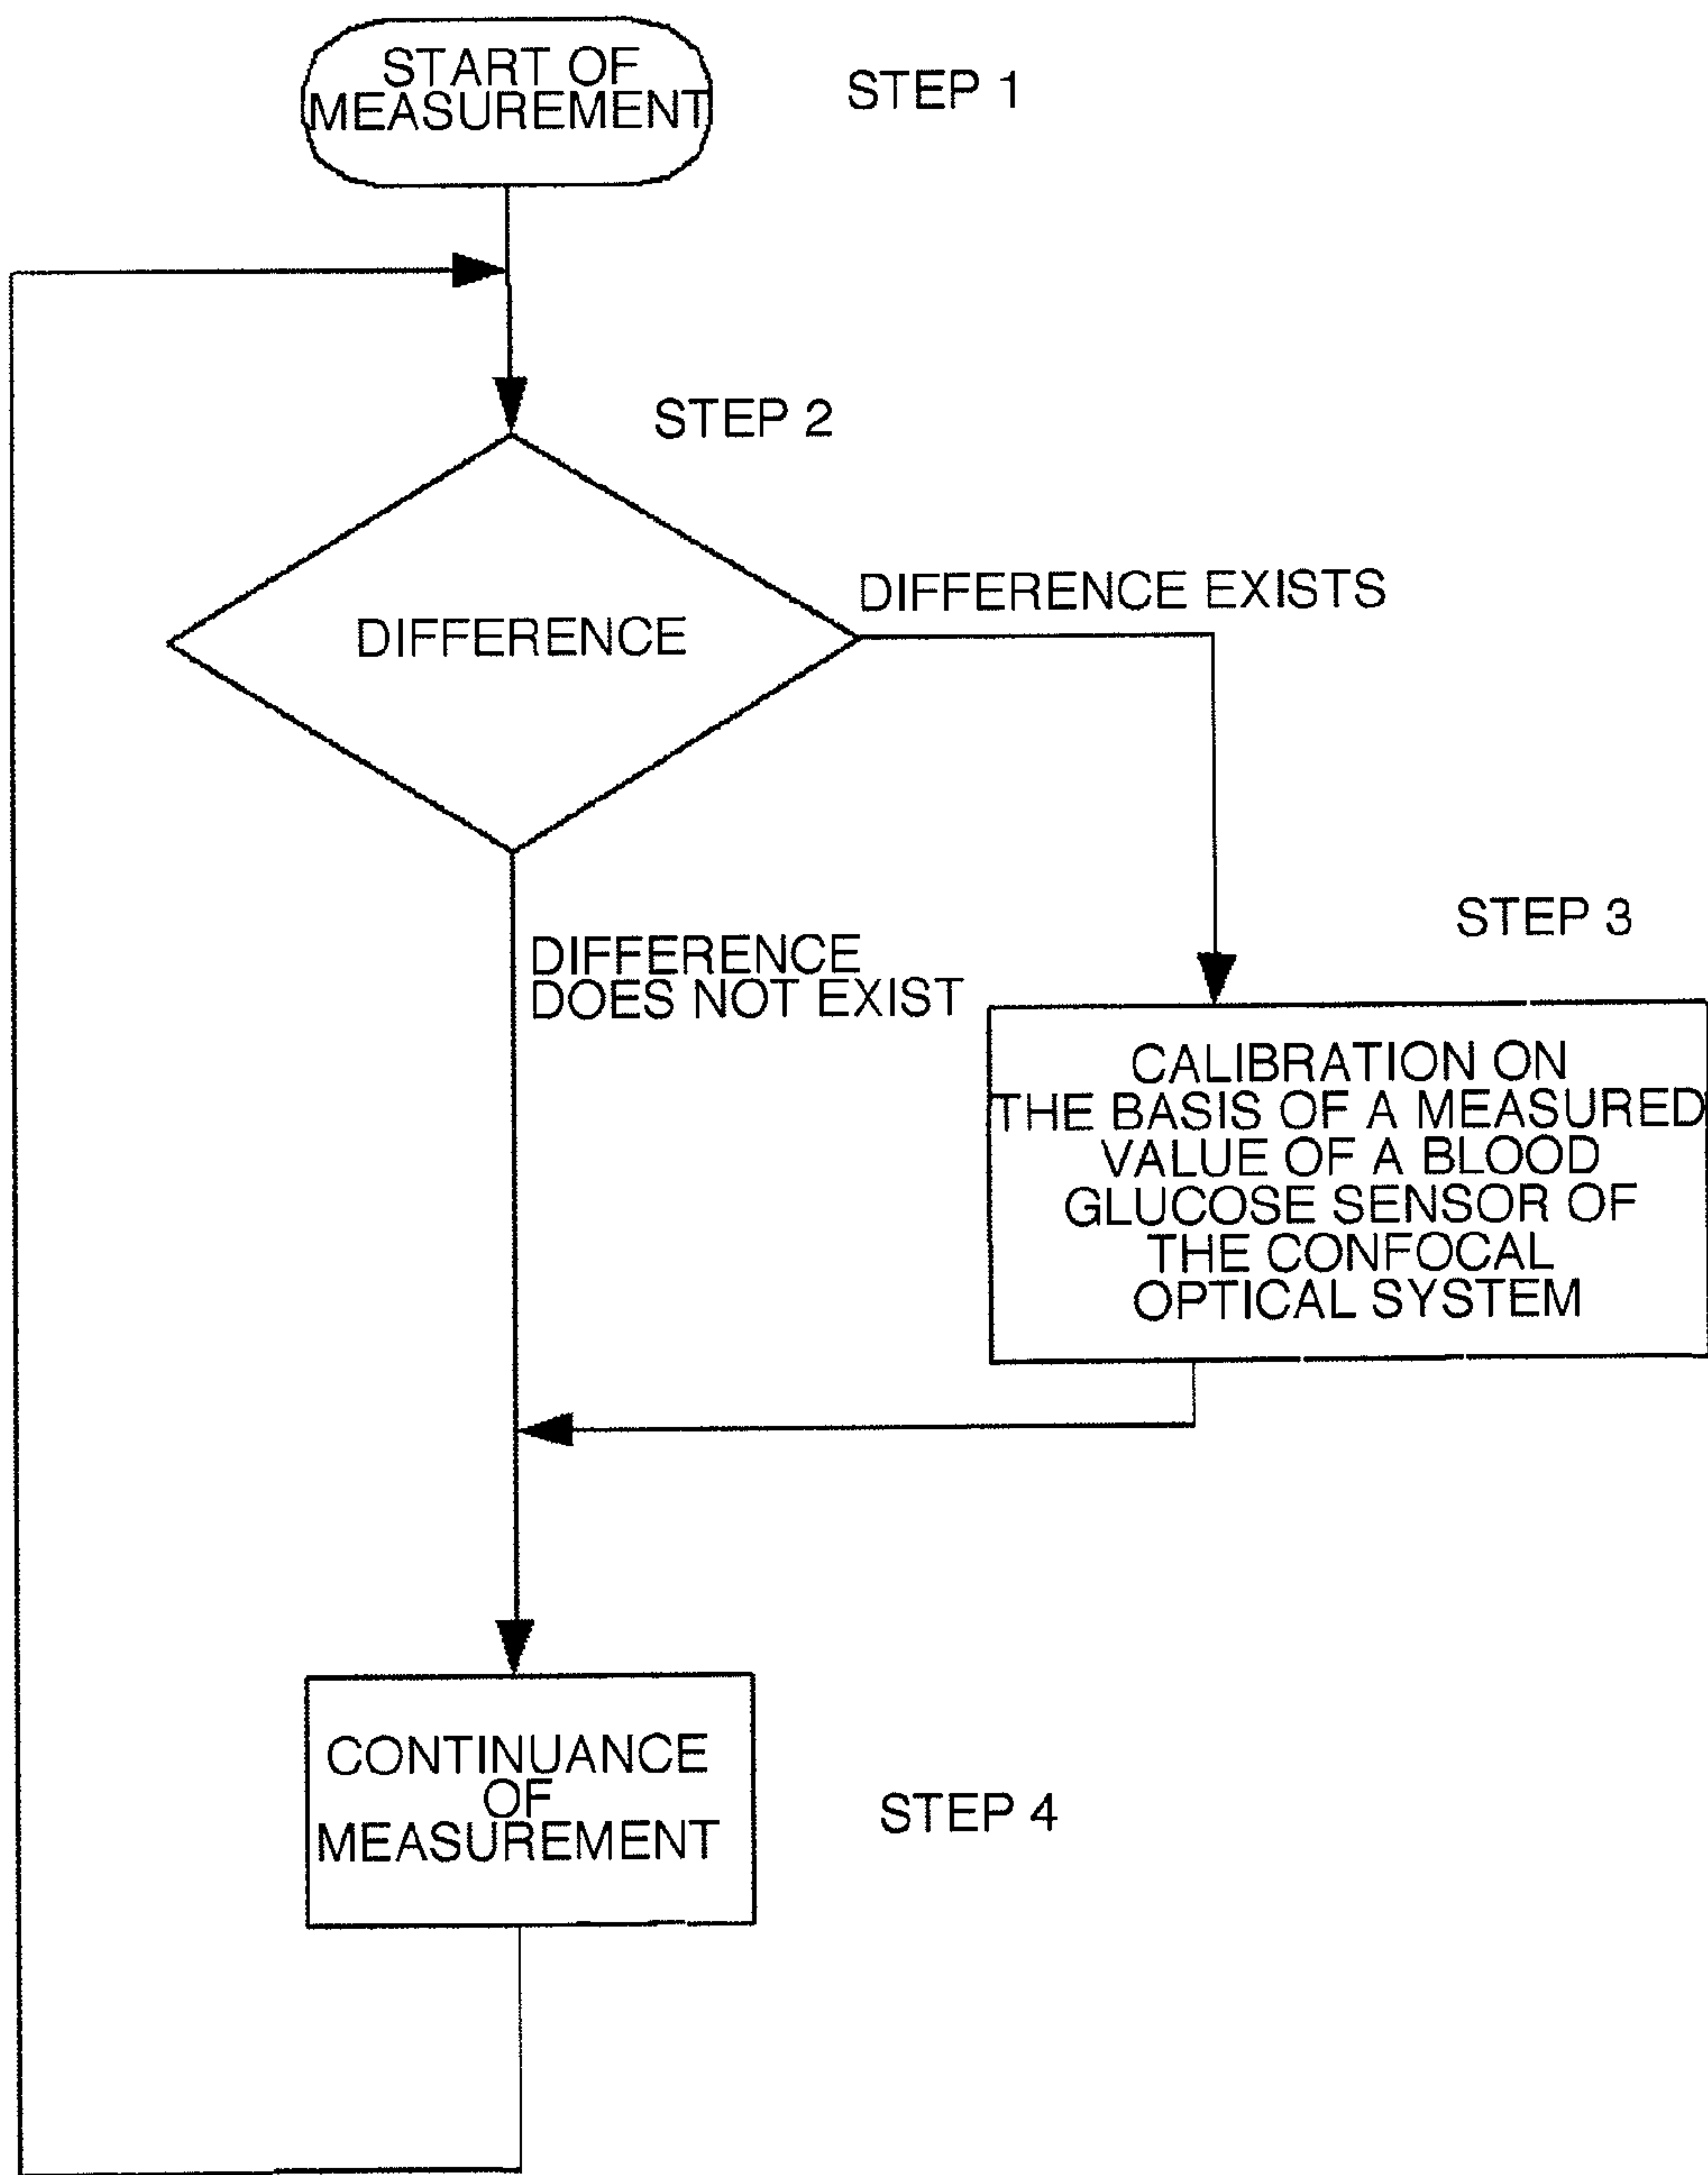 START OF
MEASUREMENT
STEP 1
STEP 2
DIFFERENCE
DIFFERENCE EXISTS
DIFFERENCE
DOES NOT EXIST
STEP 3
CALIBRATION ON
THE BASIS OF A MEASURED
VALUE OF A BLOOD
GLUCOSE SENSOR OF
THE CONFOCAL
OPTICAL SYSTEM
CONTINUANCE
OF
MEASUREMENT
STEP 4